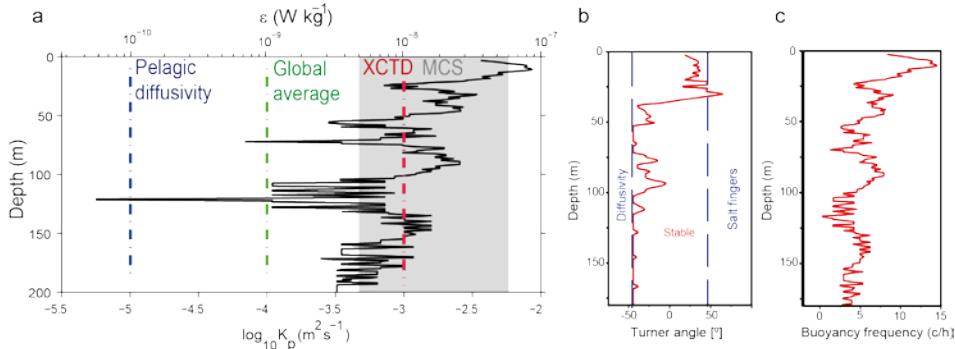 a
ε (W kg⁻¹)
10⁻¹⁰ 10⁻⁹ 10⁻⁸ 10⁻⁷
Pelagic
diffusivity
Global
average
XCTD
MCS
0
50
100
150
200
Depth (m)
-5.5 -5 -4.5 -4 -3.5 -3 -2.5 -2 -1
log₁₀Kₚ(m²s⁻¹)
b
0
50
100
150
Depth (m)
Diffusivity
Stable
Salt fingers
-50 0 50
Turner angle [°]
c
0
50
100
150
Depth (m)
0 5 10 15
Buoyancy frequency (c/h)